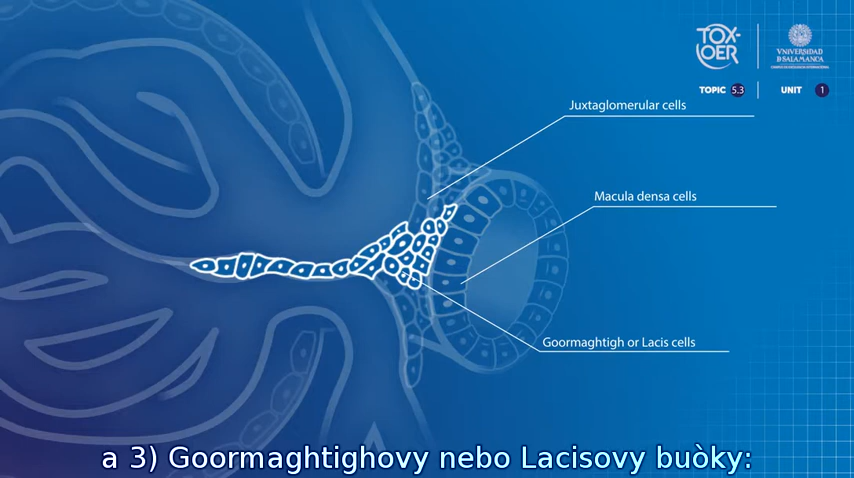 TOX-
OER
VNIVERSIDAD
D SALAMANCA
TOPIC 5.3 UNIT 1
Juxtaglomerular cells
Macula densa cells
Goormaghtigh or Lacis cells
a 3) Goormaghtighovy nebo Lacisovy buòky: